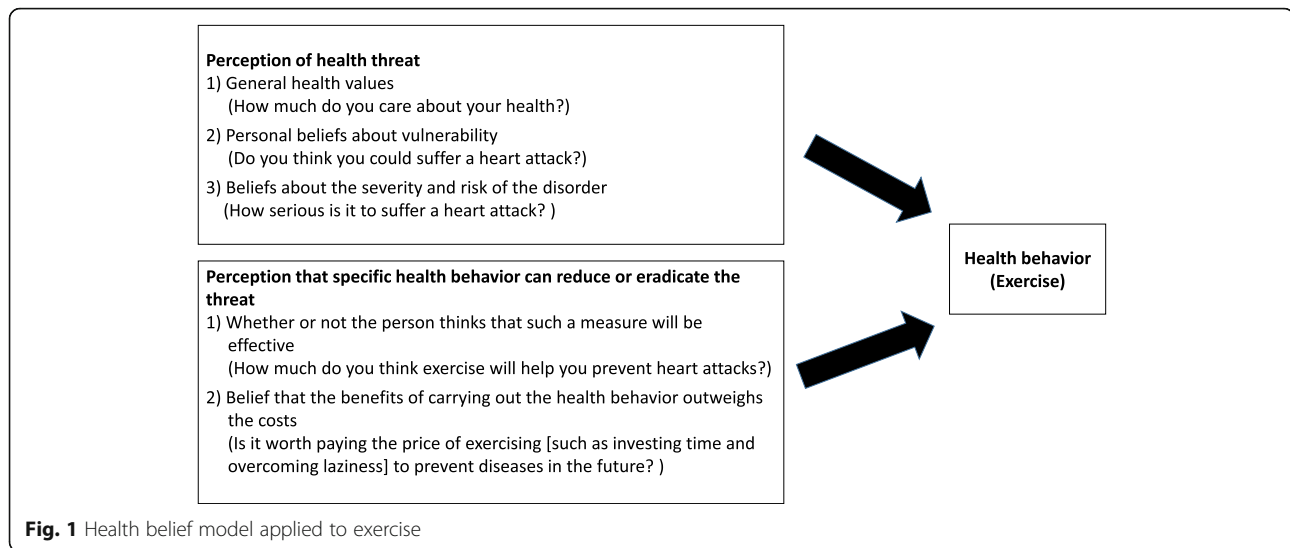 Perception of health threat
1) General health values
(How much do you care about your health?)
2) Personal beliefs about vulnerability
(Do you think you could suffer a heart attack?)
3) Beliefs about the severity and risk of the disorder
(How serious is it to suffer a heart attack? )
Perception that specific health behavior can reduce or eradicate the
threat
1) Whether or not the person thinks that such a measure will be
effective
(How much do you think exercise will help you prevent heart attacks?)
2) Belief that the benefits of carrying out the health behavior outweighs
the costs
(Is it worth paying the price of exercising [such as investing time and
overcoming laziness] to prevent diseases in the future? )
Health behavior
(Exercise)
Fig. 1 Health belief model applied to exercise